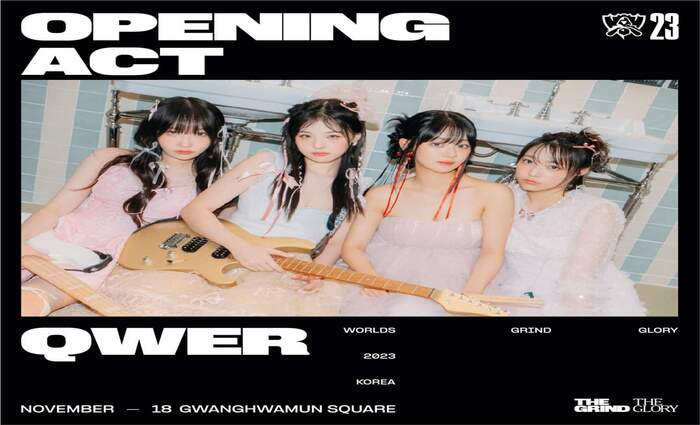 OPENING
ACT
23
QWER
WORLDS GRIND GLORY
2023
KOREA
NOVEMBER — 18 GWANGHWAMUN SQUARE
THE THE
GRIND GLORY